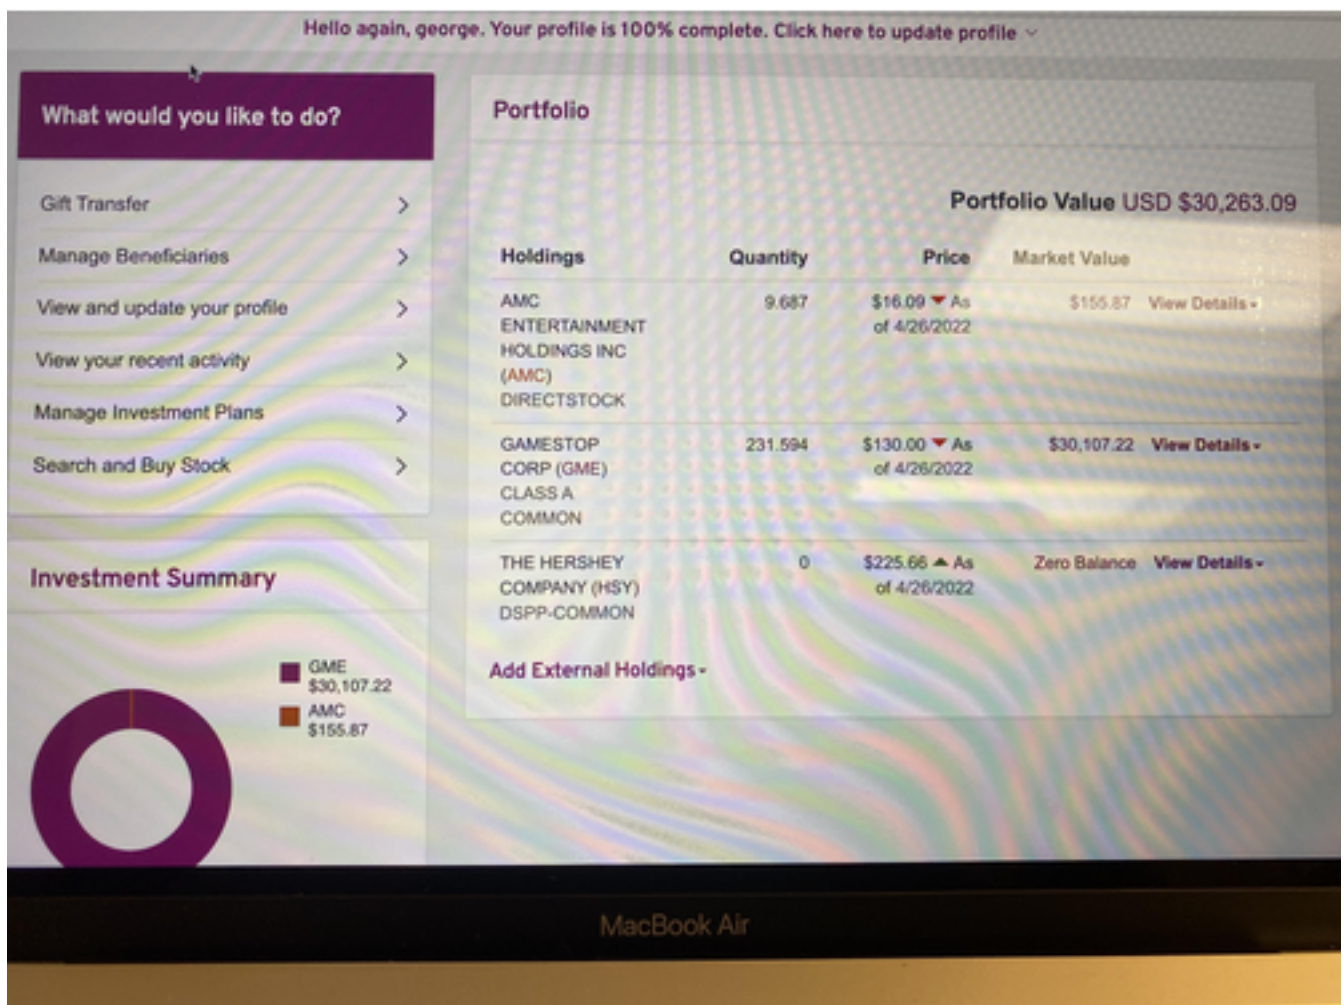 Hello again, george. Your profile is 100% complete. Click here to update profile
What would you like to do?
Gift Transfer
Manage Beneficiaries
View and update your profile
View your recent activity
Manage Investment Plans
Search and Buy Stock
Investment Summary
GME
$30,107.22
AMC
$155.87
Portfolio
Portfolio Value USD $30,263.09
Holdings Quantity Price Market Value
AMC 9.687 $16.09 ▼ As $155.87 View Details
ENTERTAINMENT of 4/26/2022
HOLDINGS INC
(AMC)
DIRECTSTOCK
GAMESTOP 231.594 $130.00 ▼ As $30,107.22 View Details
CORP (GME) of 4/26/2022
CLASS A
COMMON
THE HERSHEY 0 $225.66 ▲ As Zero Balance View Details
COMPANY (HSY) of 4/26/2022
DSPP-COMMON
Add External Holdings
MacBook Air